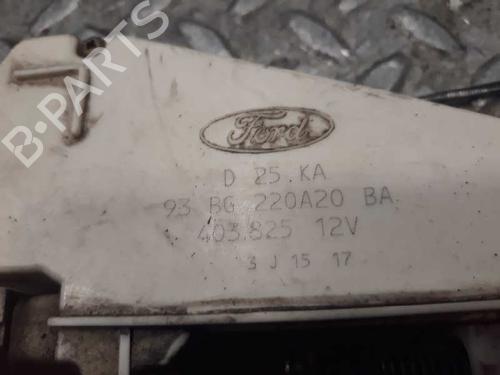 B-PARTS
Ford
D 25.KA
93 BG 220A20 BA
403.825 12V
3 J 15 17